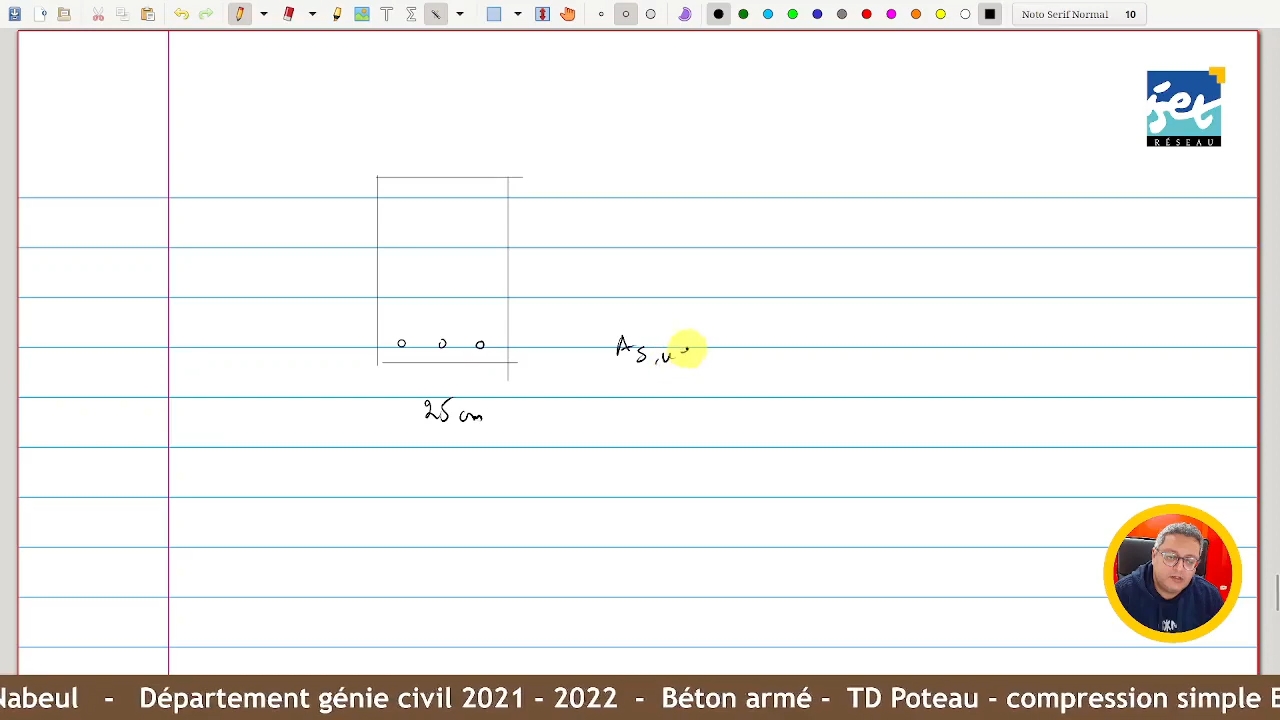 Noto Serif Normal 10
iset
RÉSEAU
A s,u
25 cm
Nabeul - Département génie civil 2021 - 2022 - Béton armé - TD Poteau - compression simple E